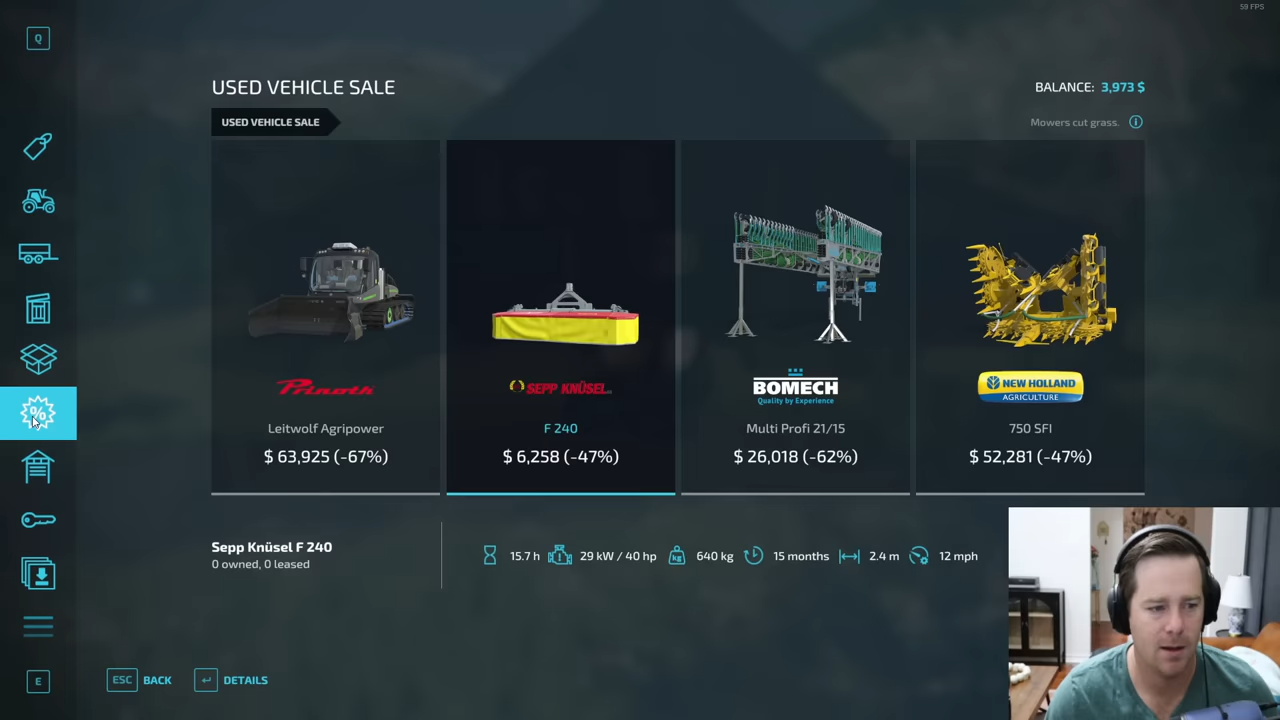 59 FPS
Q
USED VEHICLE SALE
BALANCE: 3,973 $
USED VEHICLE SALE
Mowers cut grass.
PRINOTH
SEPP KNÜSEL
BOMECH
Quality by Experience
NEW HOLLAND
AGRICULTURE
Leitwolf Agripower
F 240
Multi Profi 21/15
750 SFI
$ 63,925 (-67%)
$ 6,258 (-47%)
$ 26,018 (-62%)
$ 52,281 (-47%)
Sepp Knüsel F 240
0 owned, 0 leased
15.7 h
29 kW / 40 hp
kg
640 kg
15 months
2.4 m
12 mph
E
ESC BACK
DETAILS